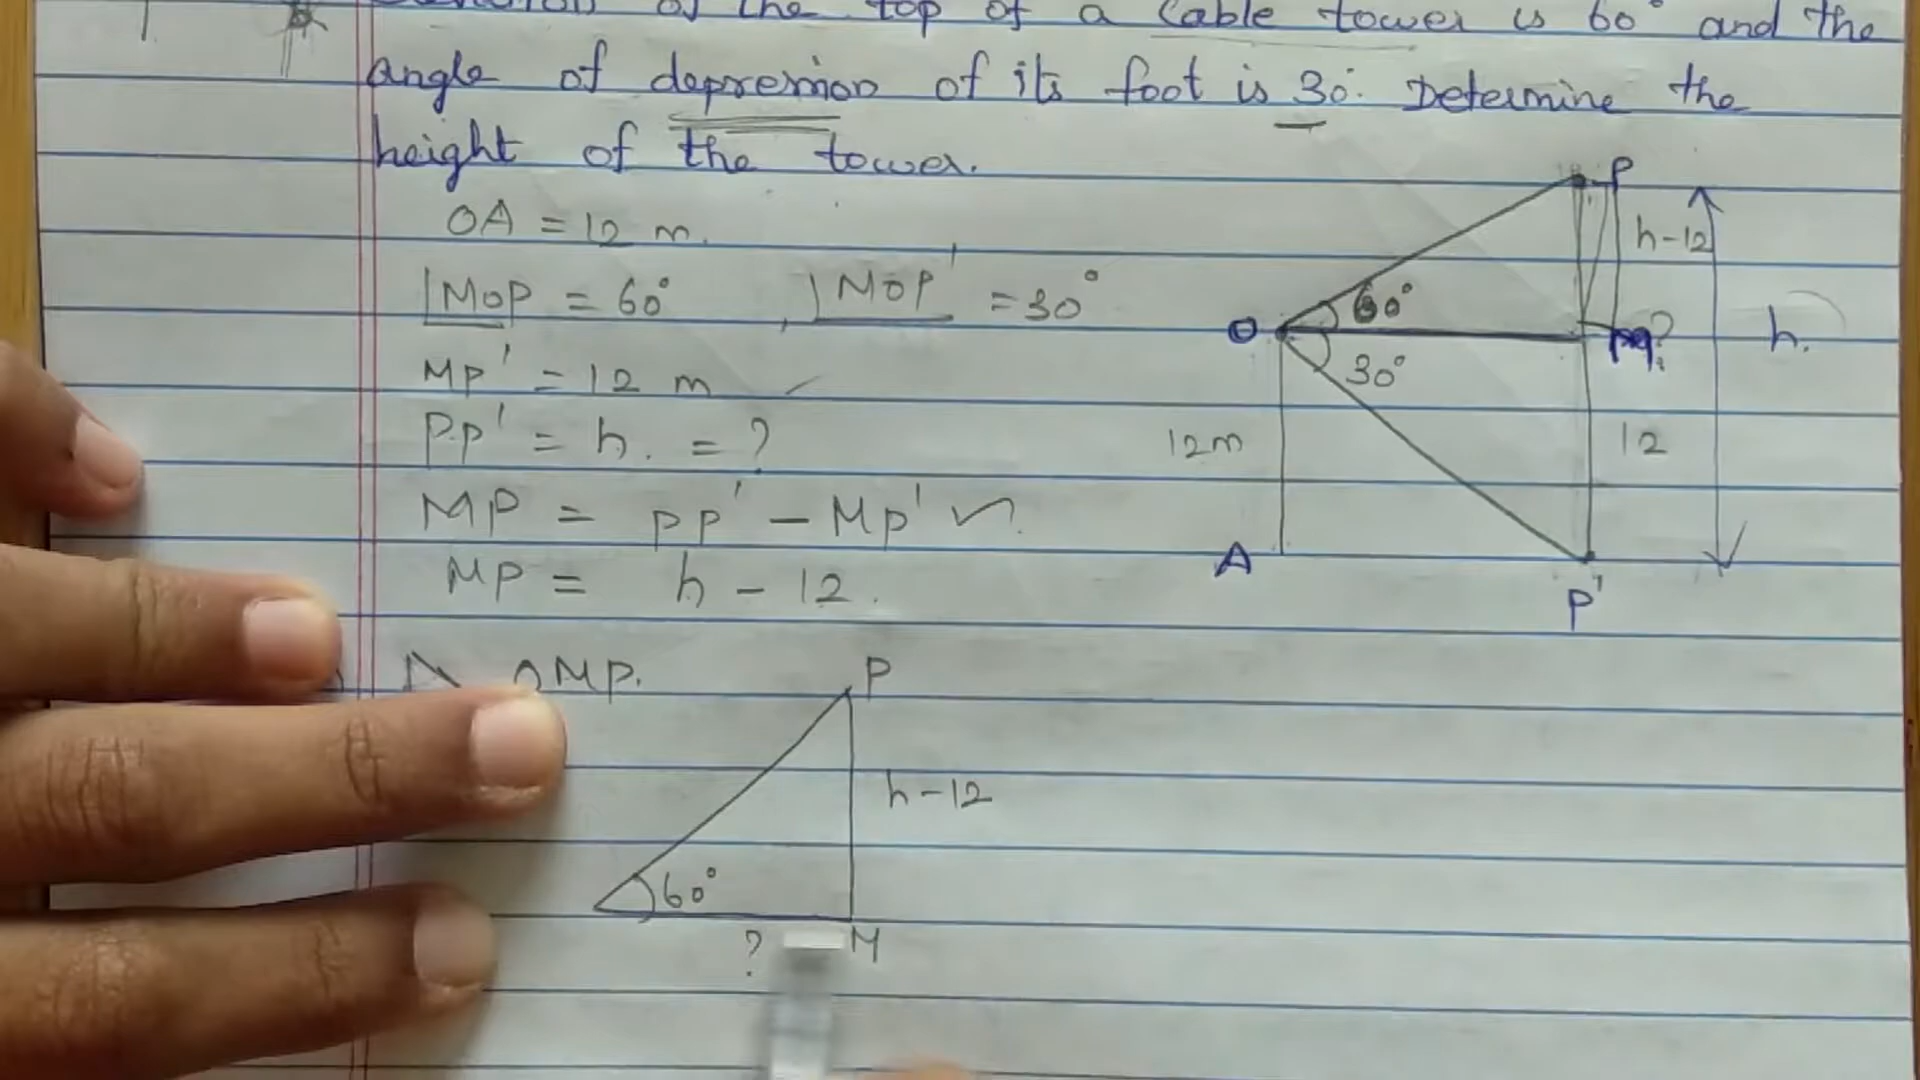 of the top of a cable tower is 60° and the
angle of depression of its foot is 30°. Determine the
height of the tower.
OA = 12 m.
∠MOP = 60° , ∠MOP' = 30°
MP' = 12 m
PP' = h. = ?
MP = PP' - MP'
MP = h - 12.
P
h-12
60°
O
M?
h.
30°
12m
12
A
P'
Δ OMP.
P
h-12
60°
?
M